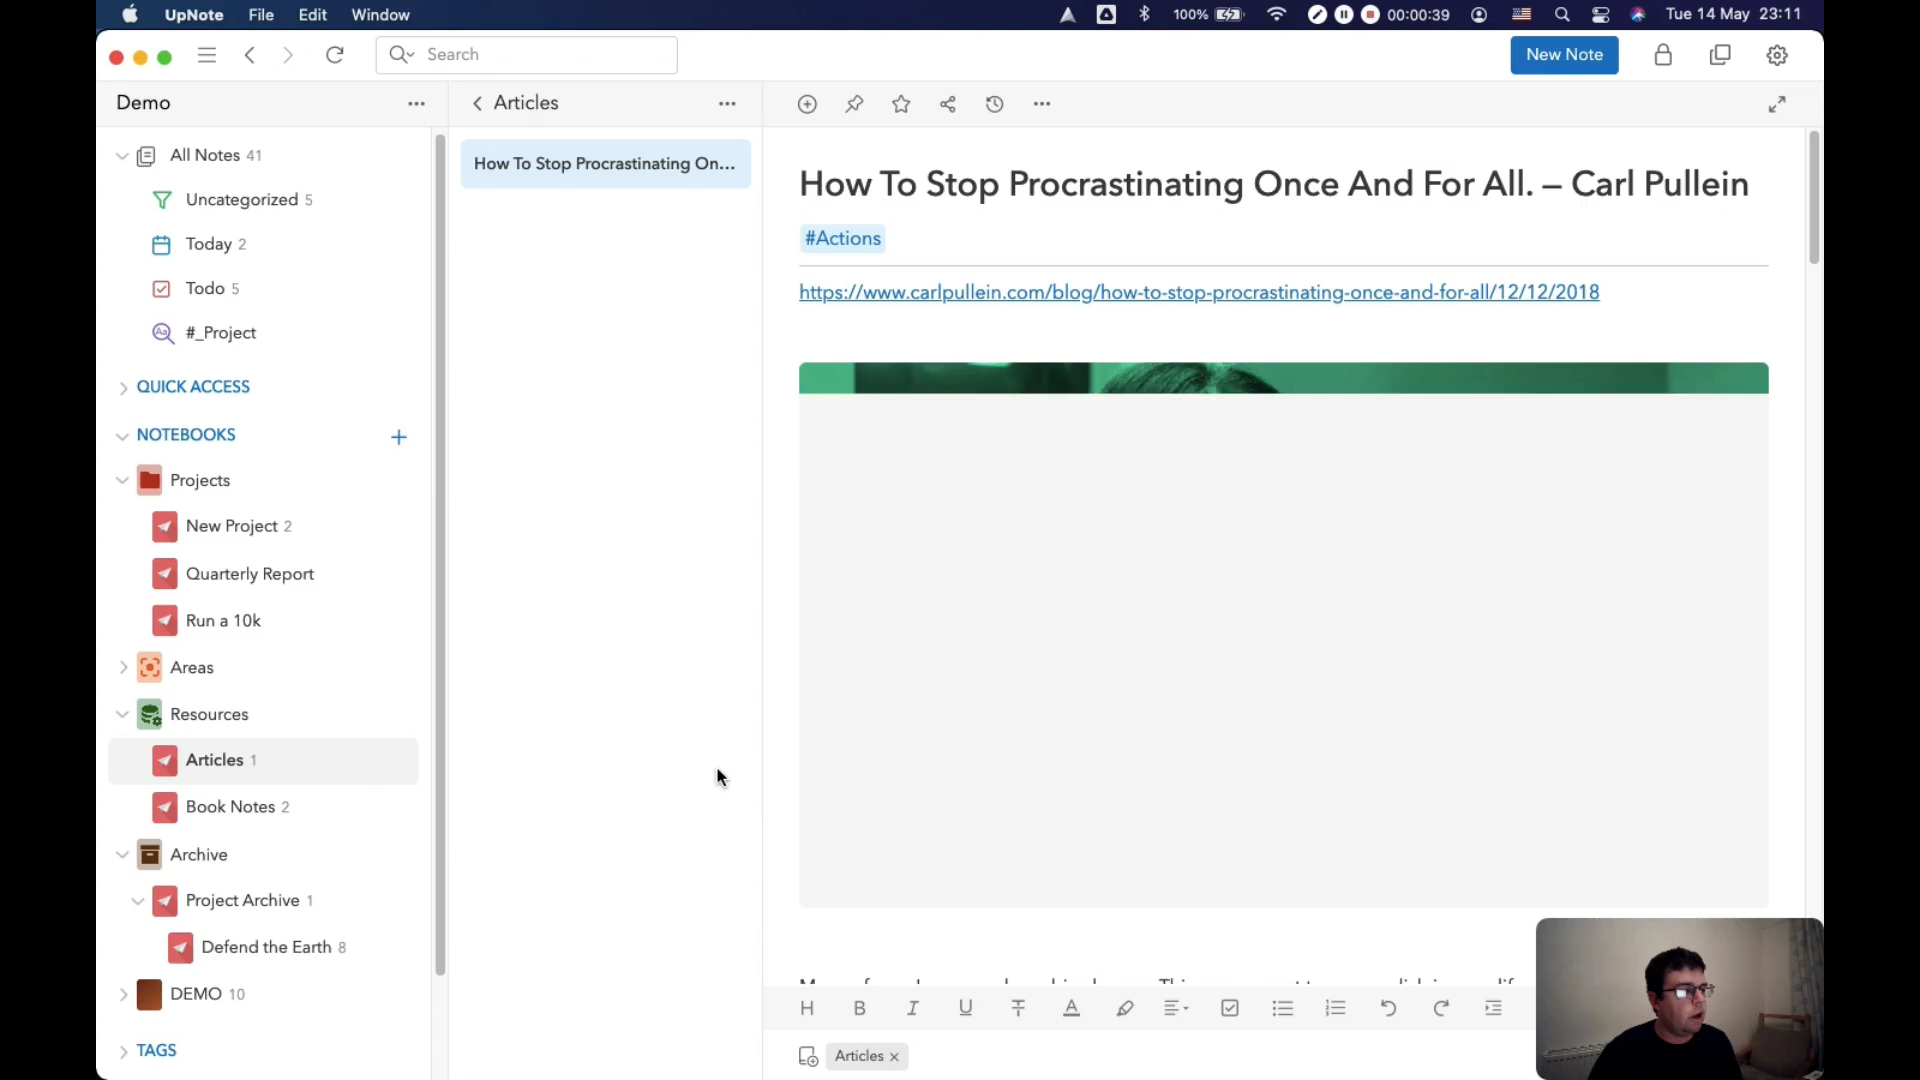 UpNote File Edit Window 100% 00:00:39 Tue 14 May 23:11
Search New Note
Demo
All Notes 41
Uncategorized 5
Today 2
Todo 5
#_Project
QUICK ACCESS
NOTEBOOKS
Projects
New Project 2
Quarterly Report
Run a 10k
Areas
Resources
Articles 1
Book Notes 2
Archive
Project Archive 1
Defend the Earth 8
DEMO 10
TAGS
Articles
How To Stop Procrastinating On...
How To Stop Procrastinating Once And For All. – Carl Pullein
#Actions
https://www.carlpullein.com/blog/how-to-stop-procrastinating-once-and-for-all/12/12/2018
H B I U T A
Articles